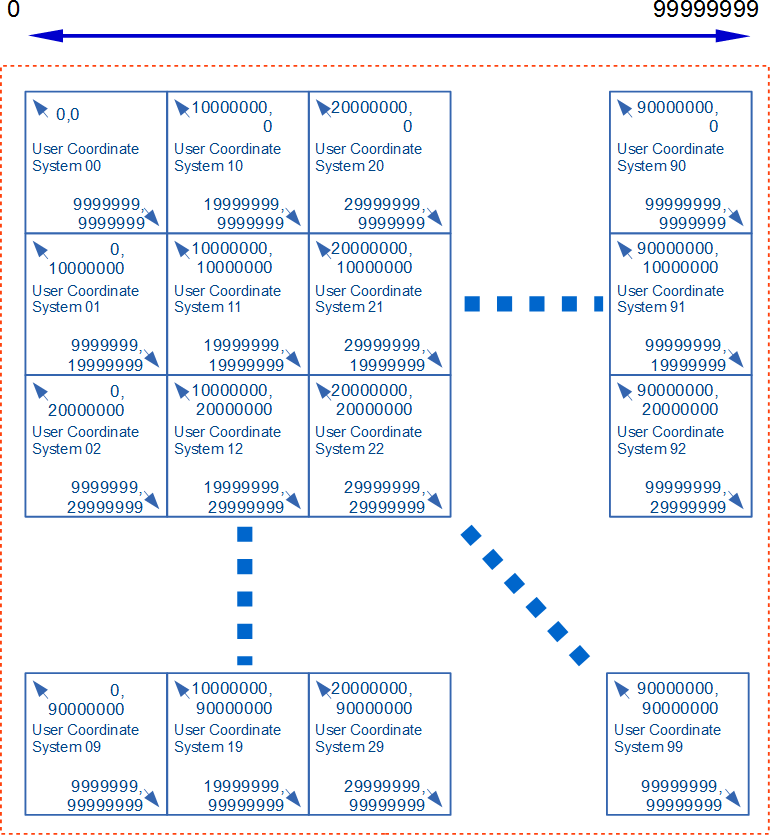 0
99999999
0,0
User Coordinate
System 00
9999999,
9999999
10000000,
0
User Coordinate
System 10
19999999,
9999999
20000000,
0
User Coordinate
System 20
29999999,
9999999
90000000,
0
User Coordinate
System 90
99999999,
9999999
0,
10000000
User Coordinate
System 01
9999999,
19999999
10000000,
10000000
User Coordinate
System 11
19999999,
19999999
20000000,
10000000
User Coordinate
System 21
29999999,
19999999
90000000,
10000000
User Coordinate
System 91
99999999,
19999999
0,
20000000
User Coordinate
System 02
9999999,
29999999
10000000,
20000000
User Coordinate
System 12
19999999,
29999999
20000000,
20000000
User Coordinate
System 22
29999999,
29999999
90000000,
20000000
User Coordinate
System 92
99999999,
29999999
0,
90000000
User Coordinate
System 09
9999999,
99999999
10000000,
90000000
User Coordinate
System 19
19999999,
99999999
20000000,
90000000
User Coordinate
System 29
29999999,
99999999
90000000,
90000000
User Coordinate
System 99
99999999,
99999999